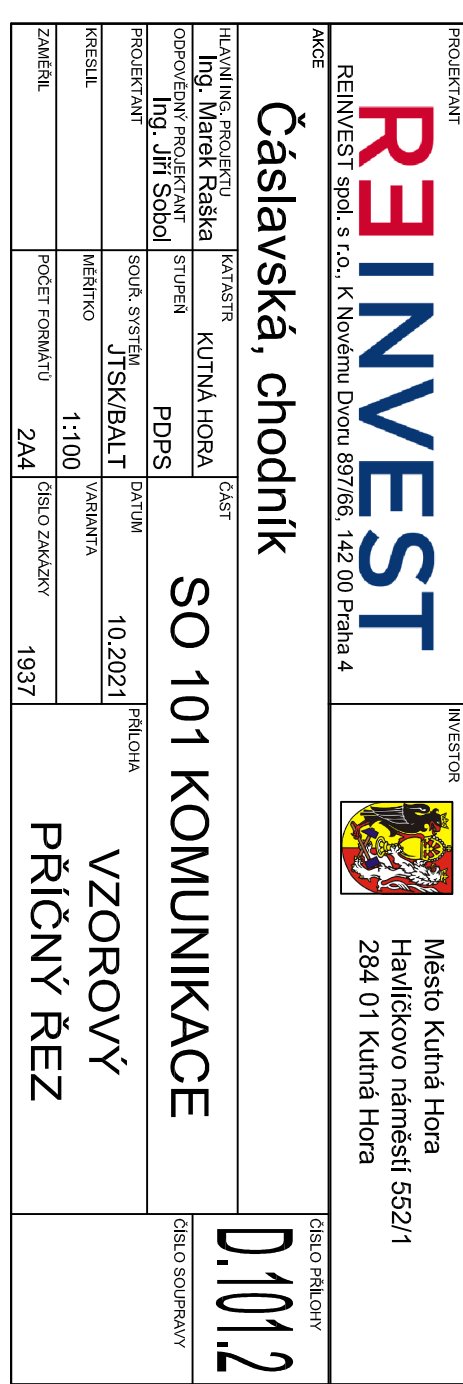 PROJEKTANT
REINVEST
REINVEST spol. s r.o., K Novému Dvoru 897/66, 142 00 Praha 4
INVESTOR
Město Kutná Hora
Havlíčkovo náměstí 552/1
284 01 Kutná Hora
AKCE
Čáslavská, chodník
ČÍSLO PŘÍLOHY
D.101.2
HLAVNÍ ING. PROJEKTU
Ing. Marek Raška
KATASTR
KUTNÁ HORA
ČÁST
SO 101 KOMUNIKACE
ODPOVĚDNÝ PROJEKTANT
Ing. Jiří Sobol
STUPEŇ
PDPS
ČÍSLO SOUPRAVY
PROJEKTANT
SOUŘ. SYSTÉM
JTSK/BALT
DATUM
10.2021
PŘÍLOHA
VZOROVÝ
PŘÍČNÝ ŘEZ
KRESLIL
MĚŘÍTKO
1:100
VARIANTA
ZAMĚŘIL
POČET FORMÁTŮ
2A4
ČÍSLO ZAKÁZKY
1937